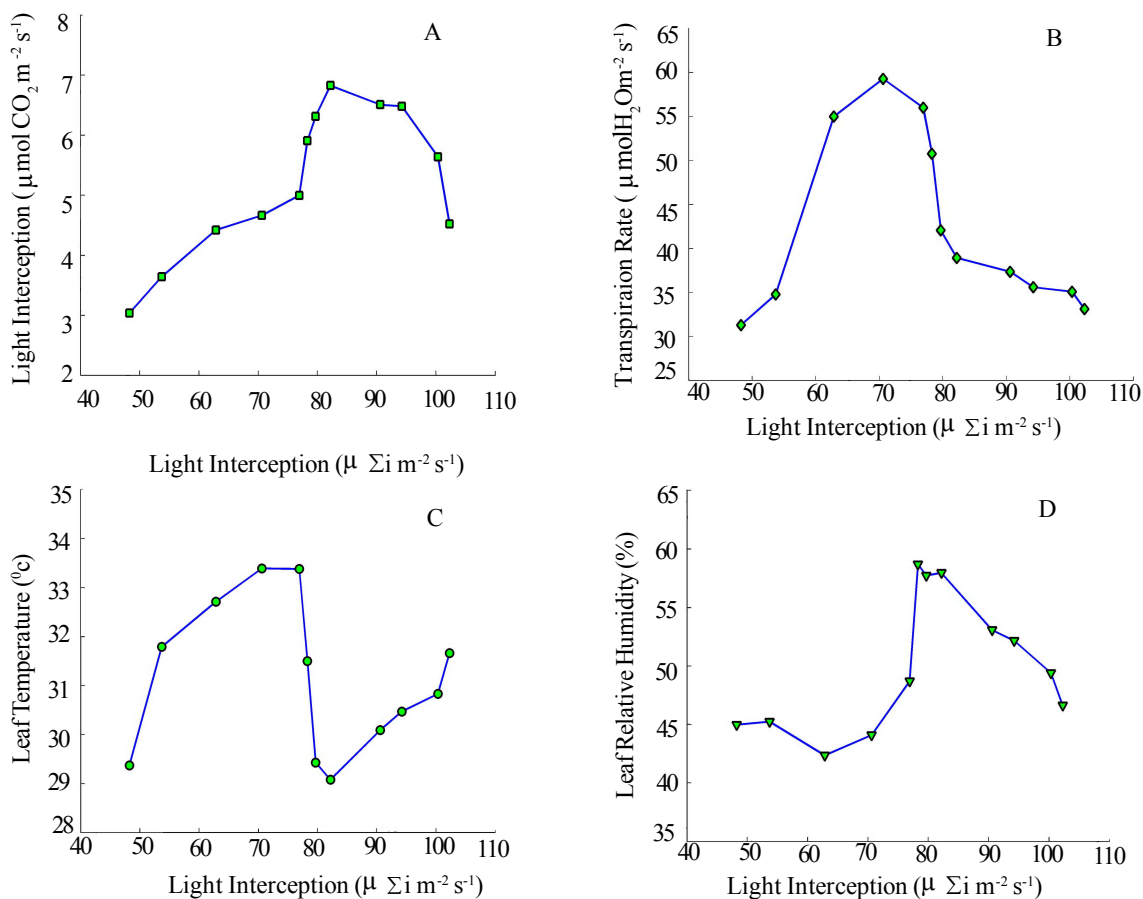 A
Light Interception ( μmol CO2 m-2 s-1)
8
7
6
5
4
3
2
40 50 60 70 80 90 100 110
Light Interception (μ Σi m-2 s-1)
B
Transpiraion Rate ( μmolH2Om-2 s-1)
65
60
55
50
45
40
35
30
25
40 50 60 70 80 90 100 110
Light Interception (μ Σi m-2 s-1)
C
Leaf Temperature (0c)
35
34
33
32
31
30
29
28
40 50 60 70 80 90 100 110
Light Interception (μ Σi m-2 s-1)
D
Leaf Relative Humidity (%)
65
60
55
50
45
40
35
40 50 60 70 80 90 100 110
Light Interception (μ Σi m-2 s-1)